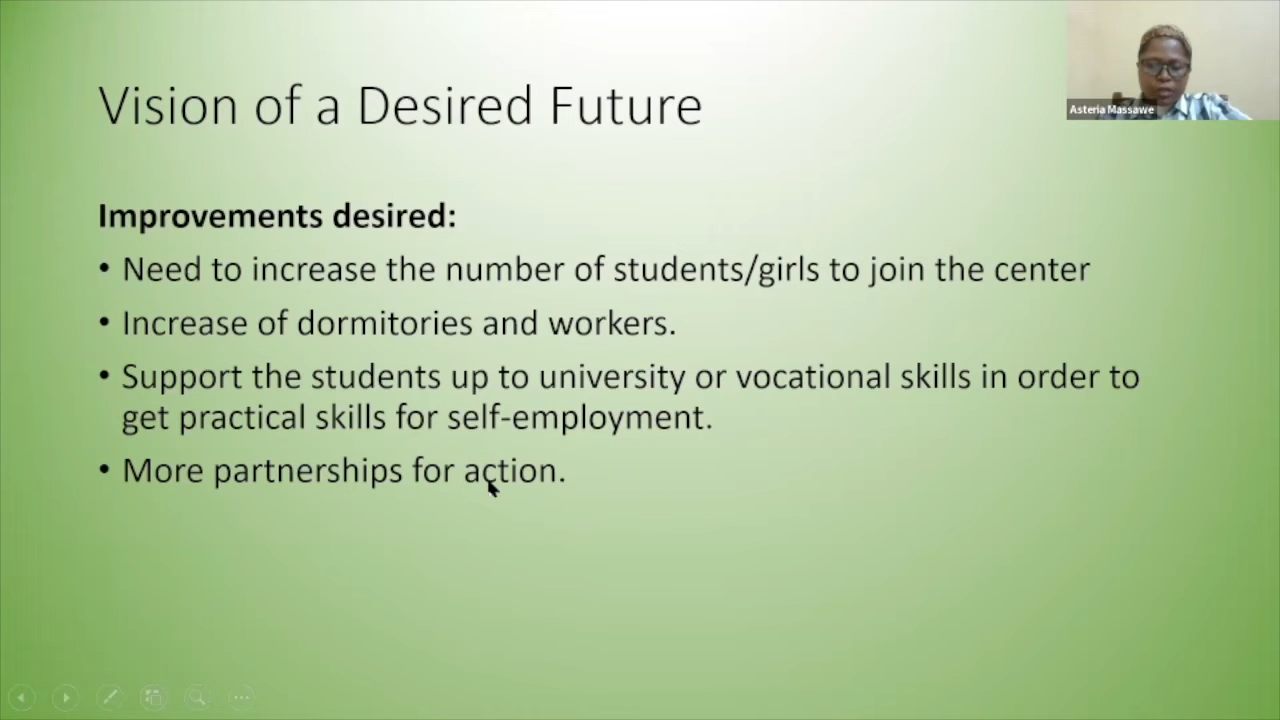 Vision of a Desired Future
Asteria Massawe
Improvements desired:
• Need to increase the number of students/girls to join the center
• Increase of dormitories and workers.
• Support the students up to university or vocational skills in order to
get practical skills for self-employment.
• More partnerships for action.